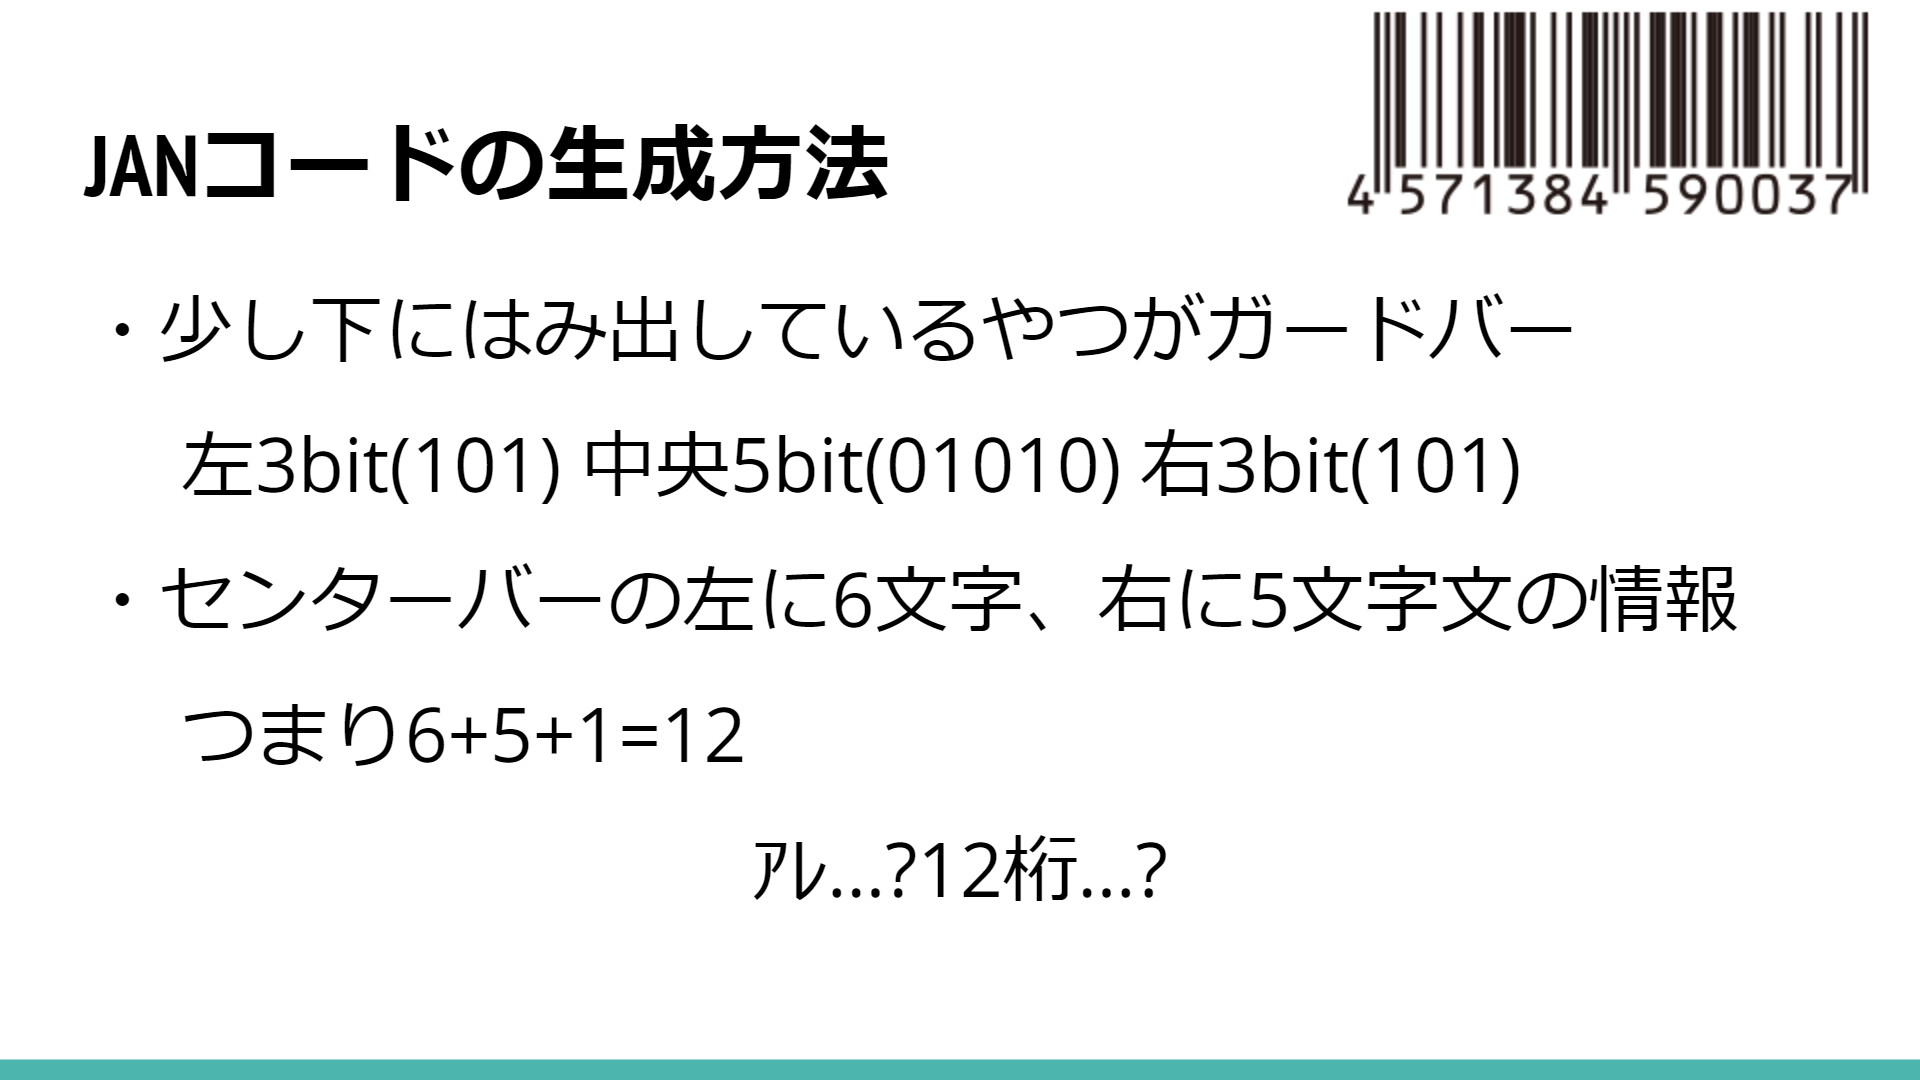 JANコードの生成方法
4 571384 590037
・少し下にはみ出しているやつがガードバー
左3bit(101) 中央5bit(01010) 右3bit(101)
・センターバーの左に6文字、右に5文字文の情報
つまり6+5+1=12
ｱﾚ...?12桁...?